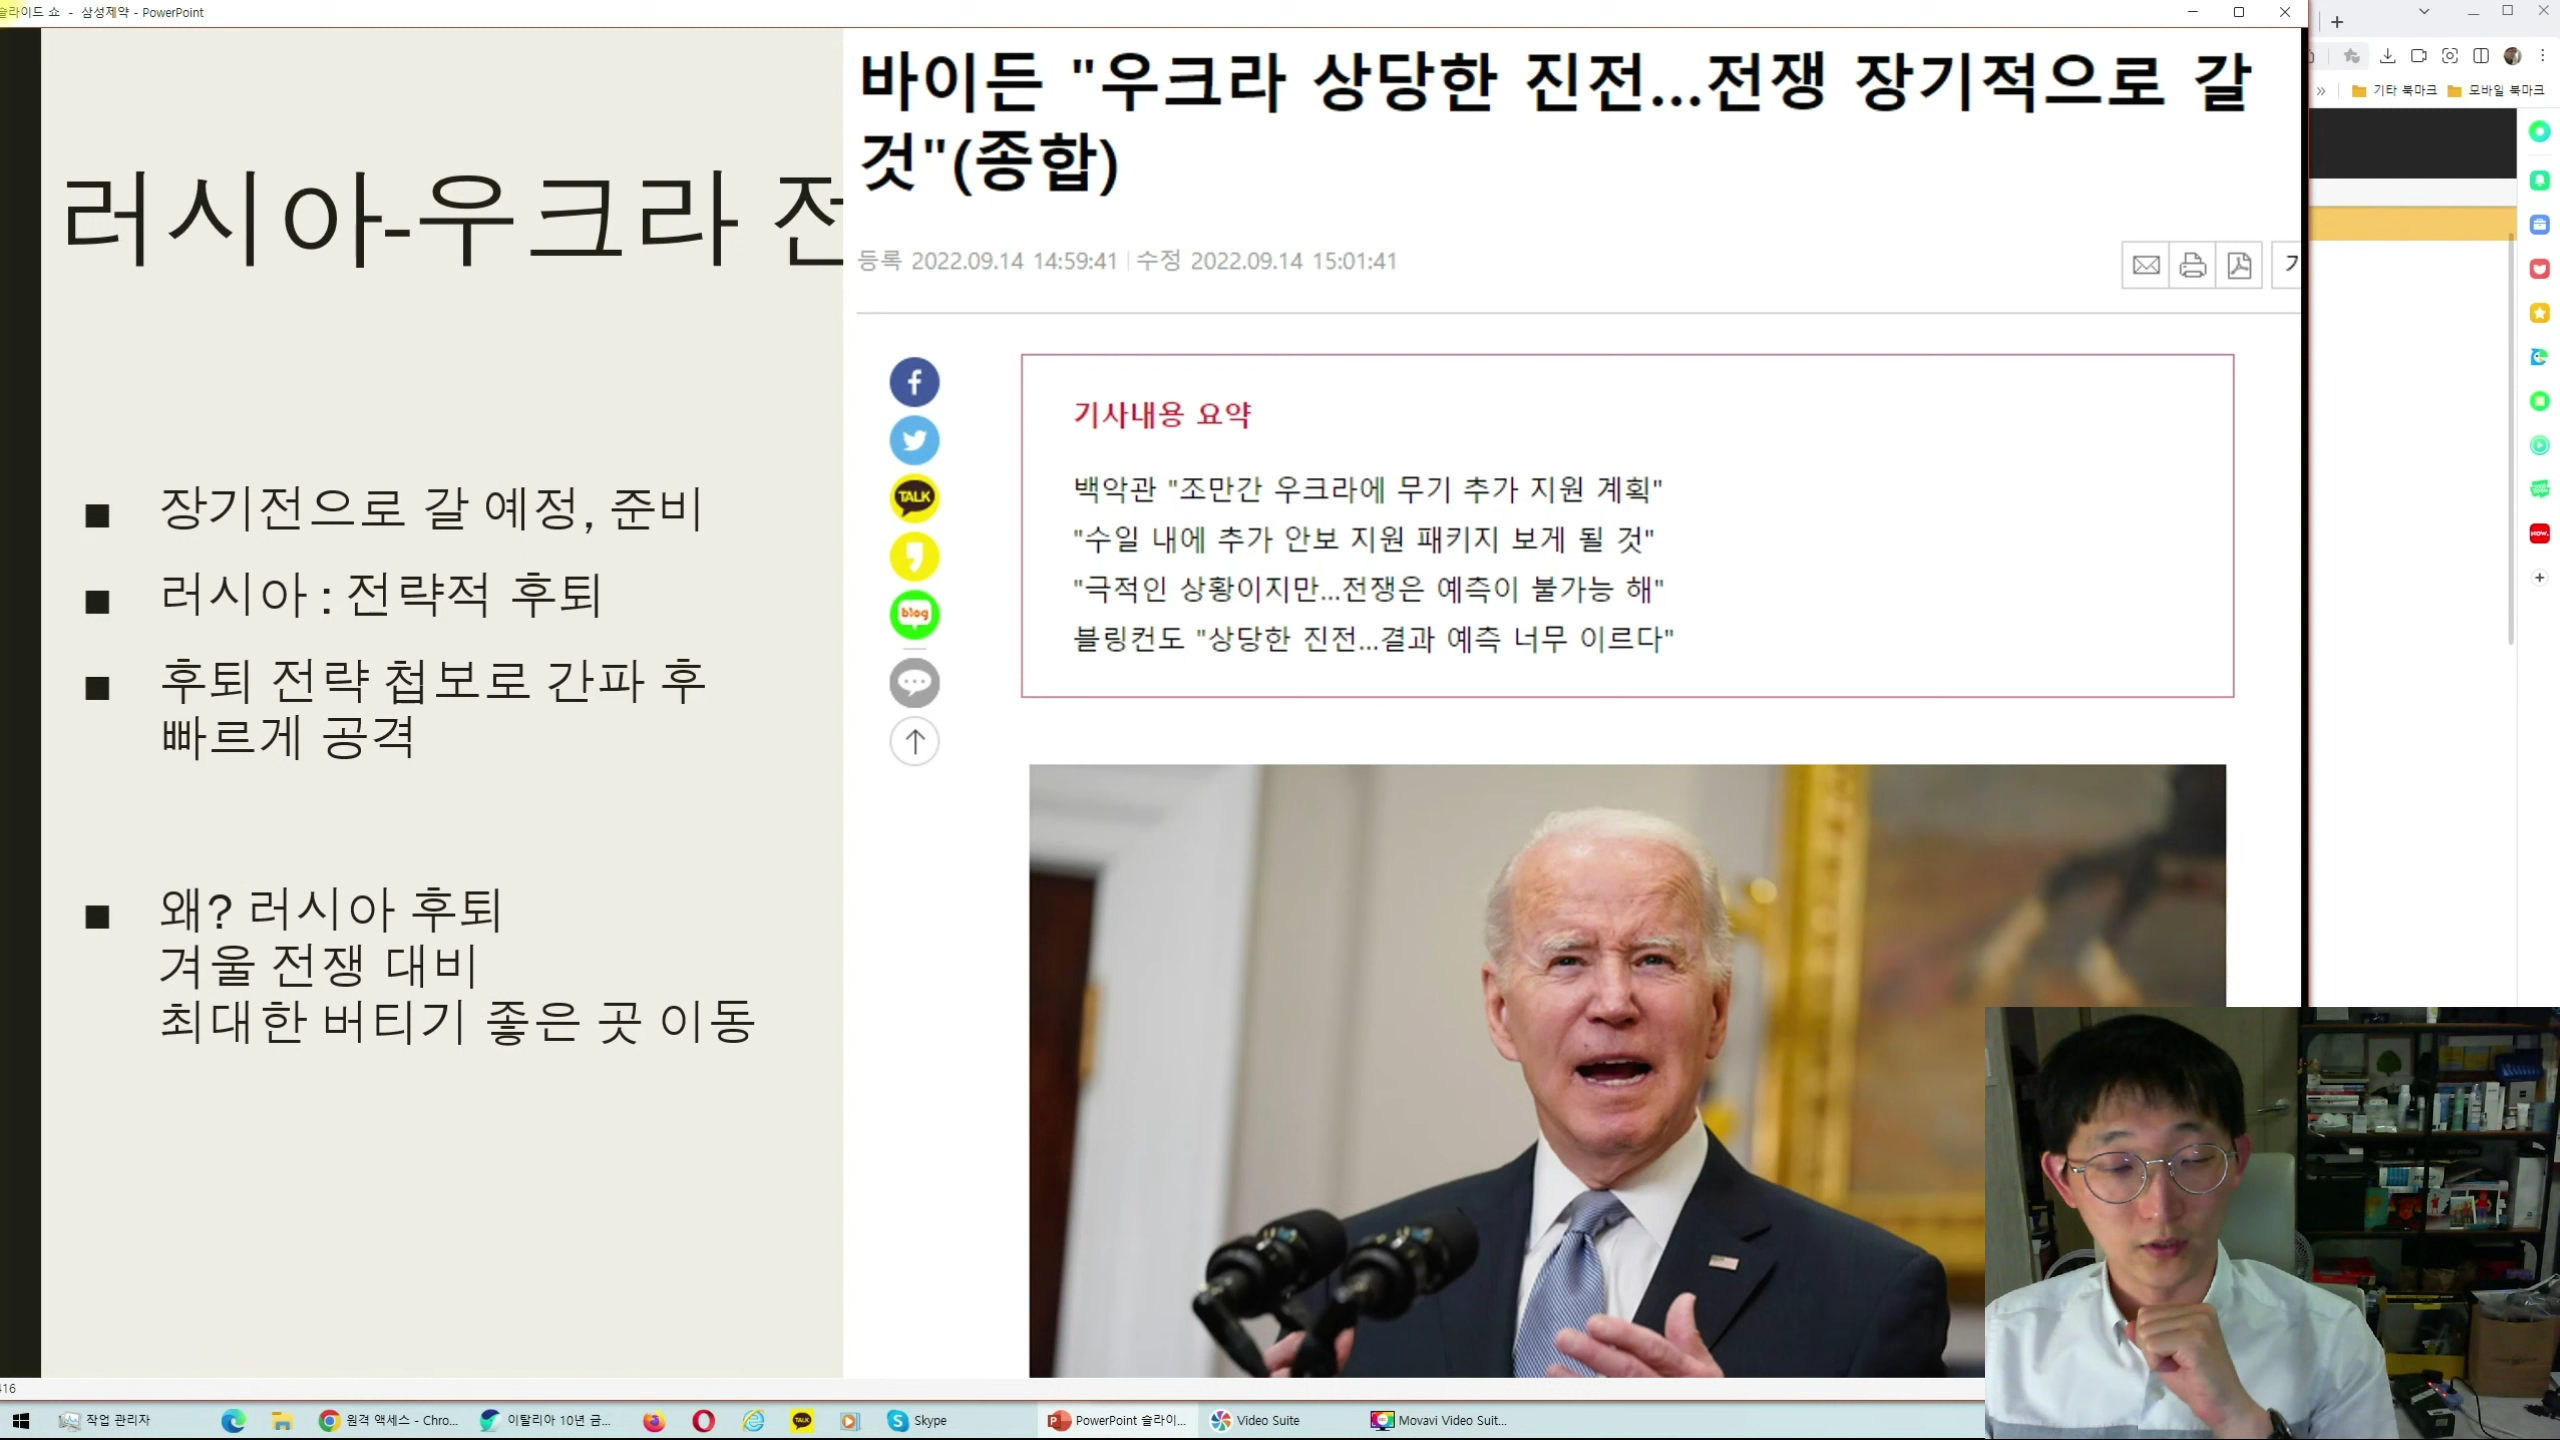 슬라이드 쇼 - 삼성제약 - PowerPoint
기타 북마크
모바일 북마크
러시아-우크라
장기전으로 갈 예정, 준비
러시아 : 전략적 후퇴
후퇴 전략 첩보로 간파 후
빠르게 공격
왜? 러시아 후퇴
겨울 전쟁 대비
최대한 버티기 좋은 곳 이동
바이든 "우크라 상당한 진전...전쟁 장기적으로 갈
것"(종합)
등록 2022.09.14 14:59:41 수정 2022.09.14 15:01:41
TALK
blog
기사내용 요약
백악관 "조만간 우크라에 무기 추가 지원 계획"
"수일 내에 추가 안보 지원 패키지 보게 될 것"
"극적인 상황이지만...전쟁은 예측이 불가능 해"
블링컨도 "상당한 진전...결과 예측 너무 이르다"
NOW.
작업 관리자
원격 액세스 - Chro...
이탈리아 10년 금...
TALK
Skype
PowerPoint 슬라이...
Video Suite
Movavi Video Suit...